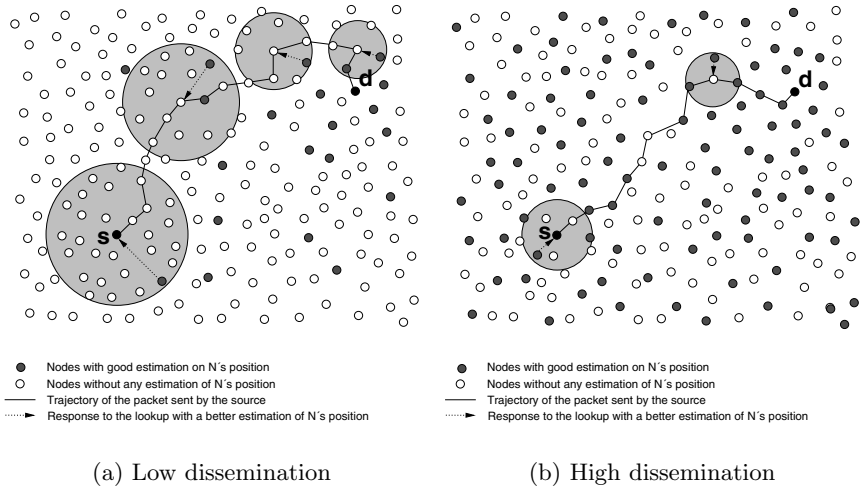 d
s
Nodes with good estimation on N´s position
Nodes without any estimation of N´s position
Trajectory of the packet sent by the source
Response to the lookup with a better estimation of N´s position
(a) Low dissemination
d
s
Nodes with good estimation on N´s position
Nodes without any estimation of N´s position
Trajectory of the packet sent by the source
Response to the lookup with a better estimation of N´s position
(b) High dissemination